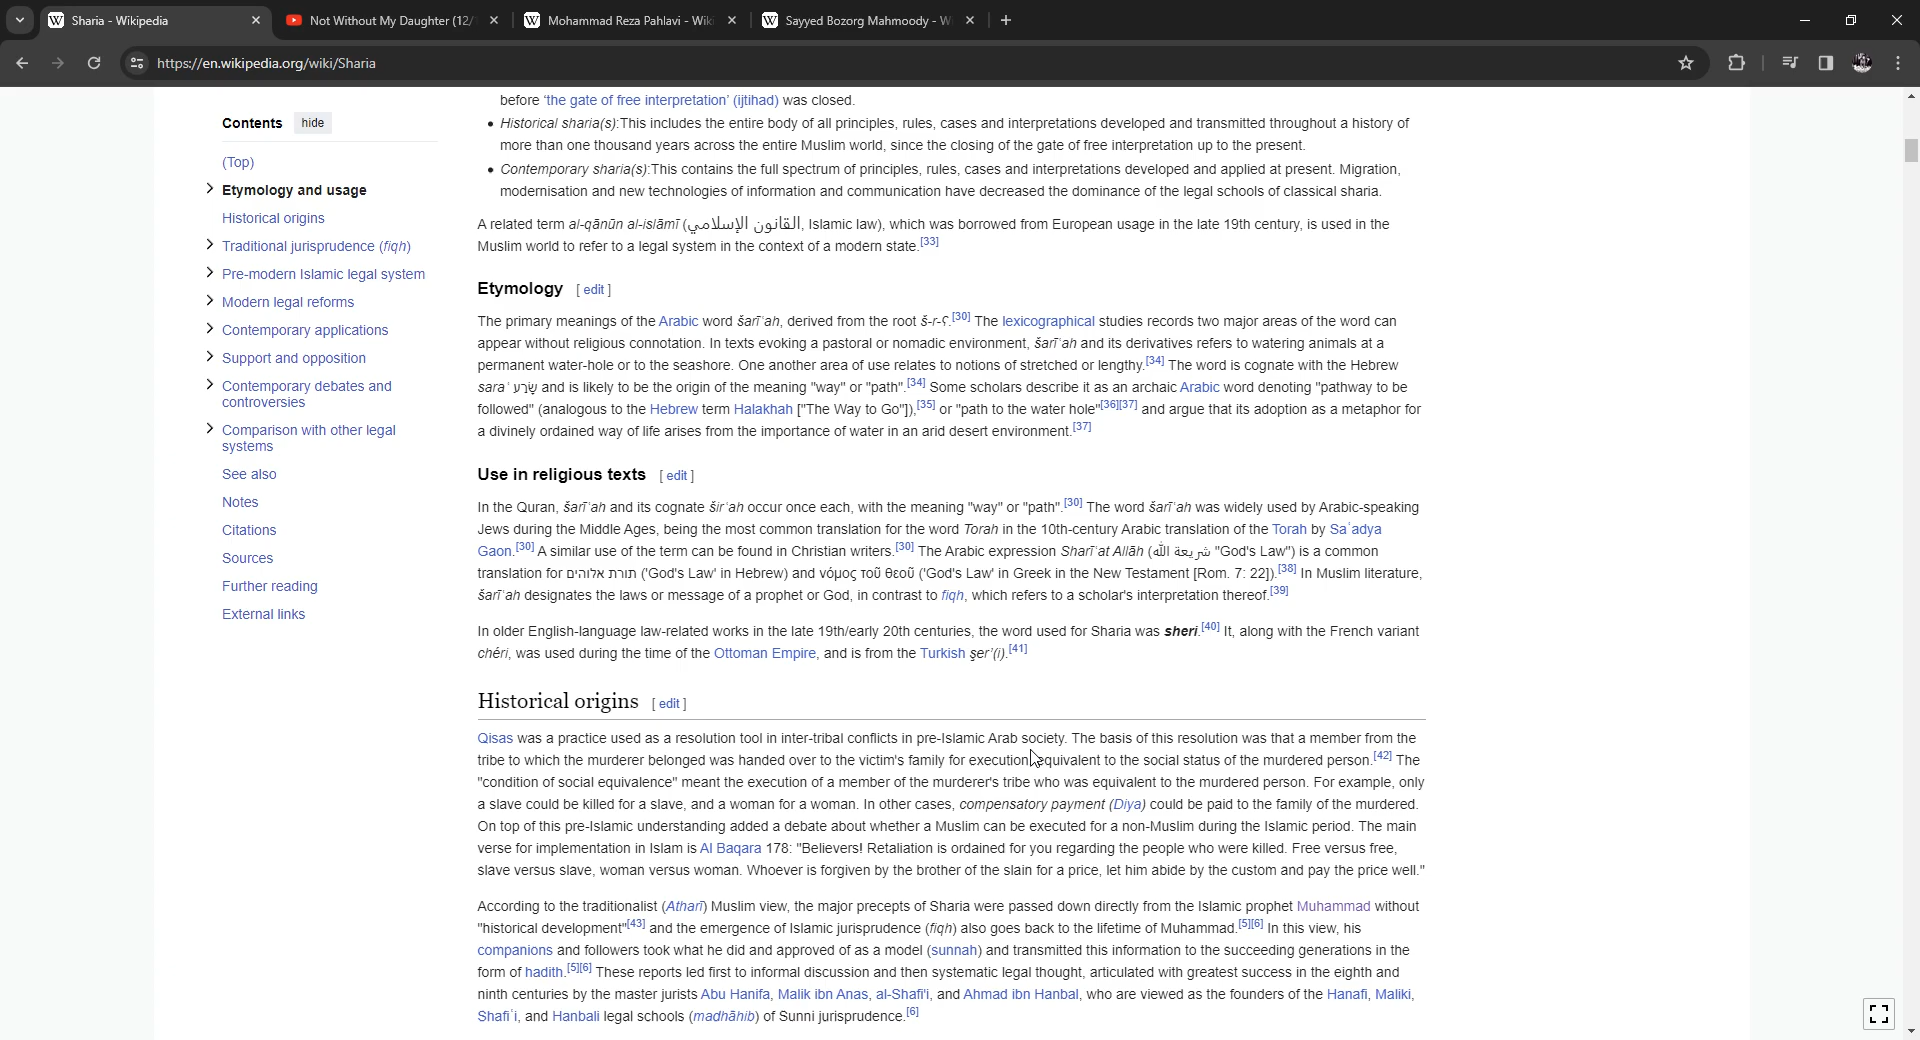 Sharia - Wikipedia
Not Without My Daughter (12/
Mohammad Reza Pahlavi - Wiki
Sayyed Bozorg Mahmoody - W
https://en.wikipedia.org/wiki/Sharia
Contents hide
(Top)
Etymology and usage
Historical origins
Traditional jurisprudence (fiqh)
Pre-modern Islamic legal system
Modern legal reforms
Contemporary applications
Support and opposition
Contemporary debates and
controversies
Comparison with other legal
systems
See also
Notes
Citations
Sources
Further reading
External links
before 'the gate of free interpretation' (ijtihad) was closed.
• Historical sharia(s):This includes the entire body of all principles, rules, cases and interpretations developed and transmitted throughout a history of
more than one thousand years across the entire Muslim world, since the closing of the gate of free interpretation up to the present.
• Contemporary sharia(s):This contains the full spectrum of principles, rules, cases and interpretations developed and applied at present. Migration,
modernisation and new technologies of information and communication have decreased the dominance of the legal schools of classical sharia.
A related term al-qānūn al-islāmī (القانون الإسلامي, Islamic law), which was borrowed from European usage in the late 19th century, is used in the
Muslim world to refer to a legal system in the context of a modern state.[33]
Etymology [ edit ]
The primary meanings of the Arabic word šarīʿah, derived from the root š-r-ʕ.[30] The lexicographical studies records two major areas of the word can
appear without religious connotation. In texts evoking a pastoral or nomadic environment, šarīʿah and its derivatives refers to watering animals at a
permanent water-hole or to the seashore. One another area of use relates to notions of stretched or lengthy.[34] The word is cognate with the Hebrew
saraʿ שָׂרַע and is likely to be the origin of the meaning "way" or "path".[34] Some scholars describe it as an archaic Arabic word denoting "pathway to be
followed" (analogous to the Hebrew term Halakhah ["The Way to Go"]),[35] or "path to the water hole"[36][37] and argue that its adoption as a metaphor for
a divinely ordained way of life arises from the importance of water in an arid desert environment.[37]
Use in religious texts [ edit ]
In the Quran, šarīʿah and its cognate širʿah occur once each, with the meaning "way" or "path".[30] The word šarīʿah was widely used by Arabic-speaking
Jews during the Middle Ages, being the most common translation for the word Torah in the 10th-century Arabic translation of the Torah by Saʿadya
Gaon.[30] A similar use of the term can be found in Christian writers.[30] The Arabic expression Sharīʿat Allāh (شريعة الله "God's Law") is a common
translation for תורת אלוהים ('God's Law' in Hebrew) and νόμος τοῦ θεοῦ ('God's Law' in Greek in the New Testament [Rom. 7: 22]).[38] In Muslim literature,
šarīʿah designates the laws or message of a prophet or God, in contrast to fiqh, which refers to a scholar's interpretation thereof.[39]
In older English-language law-related works in the late 19th/early 20th centuries, the word used for Sharia was sheri.[40] It, along with the French variant
chéri, was used during the time of the Ottoman Empire, and is from the Turkish şer'(i).[41]
Historical origins [ edit ]
Qisas was a practice used as a resolution tool in inter-tribal conflicts in pre-Islamic Arab society. The basis of this resolution was that a member from the
tribe to which the murderer belonged was handed over to the victim's family for execution, equivalent to the social status of the murdered person.[42] The
"condition of social equivalence" meant the execution of a member of the murderer's tribe who was equivalent to the murdered person. For example, only
a slave could be killed for a slave, and a woman for a woman. In other cases, compensatory payment (Diya) could be paid to the family of the murdered.
On top of this pre-Islamic understanding added a debate about whether a Muslim can be executed for a non-Muslim during the Islamic period. The main
verse for implementation in Islam is Al Baqara 178: "Believers! Retaliation is ordained for you regarding the people who were killed. Free versus free,
slave versus slave, woman versus woman. Whoever is forgiven by the brother of the slain for a price, let him abide by the custom and pay the price well."
According to the traditionalist (Atharī) Muslim view, the major precepts of Sharia were passed down directly from the Islamic prophet Muhammad without
"historical development"[43] and the emergence of Islamic jurisprudence (fiqh) also goes back to the lifetime of Muhammad.[5][6] In this view, his
companions and followers took what he did and approved of as a model (sunnah) and transmitted this information to the succeeding generations in the
form of hadith.[5][6] These reports led first to informal discussion and then systematic legal thought, articulated with greatest success in the eighth and
ninth centuries by the master jurists Abu Hanifa, Malik ibn Anas, al-Shafi'i, and Ahmad ibn Hanbal, who are viewed as the founders of the Hanafi, Maliki,
Shafiʿi, and Hanbali legal schools (madhāhib) of Sunni jurisprudence.[6]